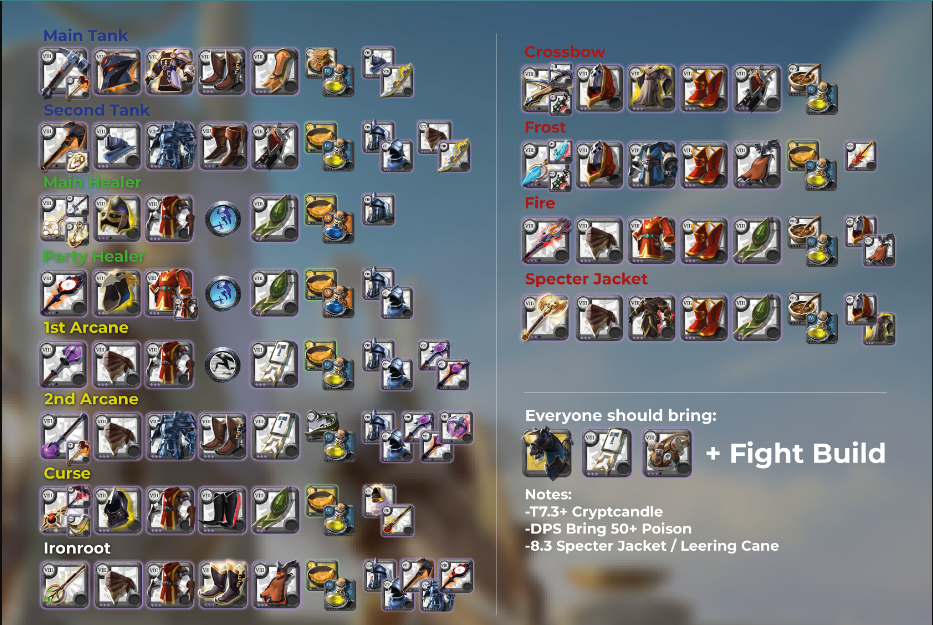 Main Tank
Second Tank
Main Healer
Party Healer
1st Arcane
2nd Arcane
Curse
Ironroot
Crossbow
Frost
Fire
Specter Jacket
Everyone should bring:
+ Fight Build
Notes:
-T7.3+ Cryptcandle
-DPS Bring 50+ Poison
-8.3 Specter Jacket / Leering Cane